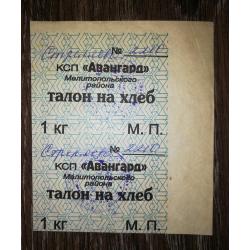 №
КСП «Авангард»
Мелитопольского
района
талон на хлеб
1 кг М. П.
№
КСП «Авангард»
Мелитопольского
района
талон на хлеб
1 кг М. П.